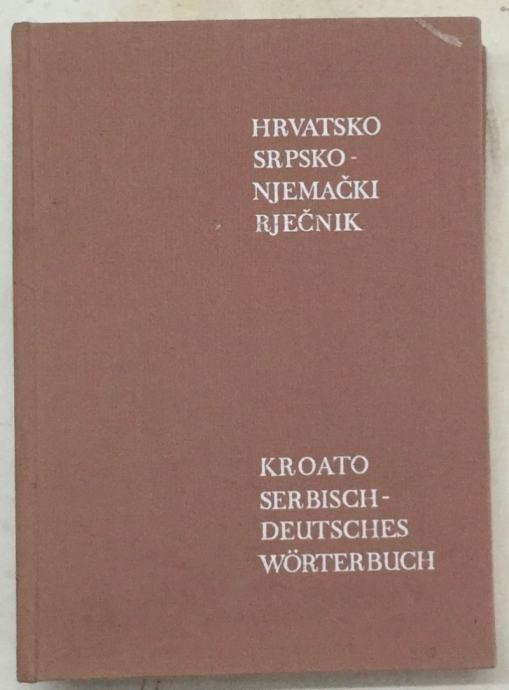 HRVATSKO
SRPSKO-
NJEMAČKI
RJEČNIK
KROATO
SERBISCH-
DEUTSCHES
WÖRTERBUCH